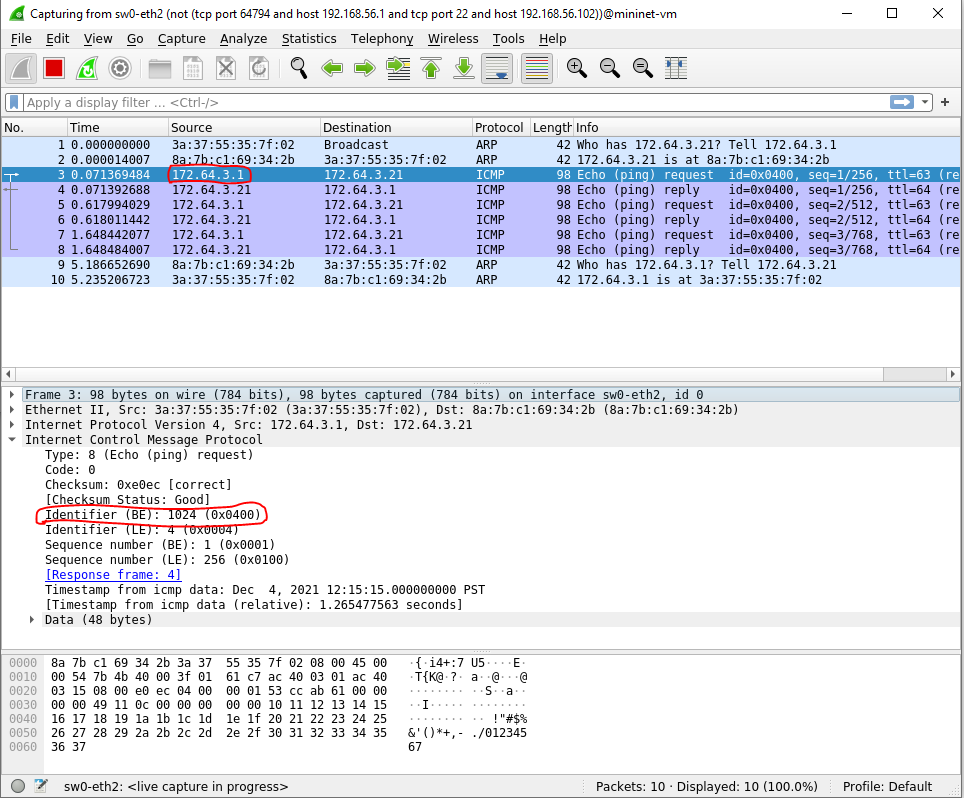 Capturing from sw0-eth2 (not (tcp port 64794 and host 192.168.56.1 and tcp port 22 and host 192.168.56.102))@mininet-vm
File Edit View Go Capture Analyze Statistics Telephony Wireless Tools Help
Apply a display filter ... <Ctrl-/>
No. Time Source Destination Protocol Length Info
1 0.000000000 3a:37:55:35:7f:02 Broadcast ARP 42 Who has 172.64.3.21? Tell 172.64.3.1
2 0.000014007 8a:7b:c1:69:34:2b 3a:37:55:35:7f:02 ARP 42 172.64.3.21 is at 8a:7b:c1:69:34:2b
3 0.071369484 172.64.3.1 172.64.3.21 ICMP 98 Echo (ping) request id=0x0400, seq=1/256, ttl=63 (re
4 0.071392688 172.64.3.21 172.64.3.1 ICMP 98 Echo (ping) reply id=0x0400, seq=1/256, ttl=64 (re
5 0.617994029 172.64.3.1 172.64.3.21 ICMP 98 Echo (ping) request id=0x0400, seq=2/512, ttl=63 (re
6 0.618011442 172.64.3.21 172.64.3.1 ICMP 98 Echo (ping) reply id=0x0400, seq=2/512, ttl=64 (re
7 1.648442077 172.64.3.1 172.64.3.21 ICMP 98 Echo (ping) request id=0x0400, seq=3/768, ttl=63 (re
8 1.648484007 172.64.3.21 172.64.3.1 ICMP 98 Echo (ping) reply id=0x0400, seq=3/768, ttl=64 (re
9 5.186652690 8a:7b:c1:69:34:2b 3a:37:55:35:7f:02 ARP 42 Who has 172.64.3.1? Tell 172.64.3.21
10 5.235206723 3a:37:55:35:7f:02 8a:7b:c1:69:34:2b ARP 42 172.64.3.1 is at 3a:37:55:35:7f:02
Frame 3: 98 bytes on wire (784 bits), 98 bytes captured (784 bits) on interface sw0-eth2, id 0
Ethernet II, Src: 3a:37:55:35:7f:02 (3a:37:55:35:7f:02), Dst: 8a:7b:c1:69:34:2b (8a:7b:c1:69:34:2b)
Internet Protocol Version 4, Src: 172.64.3.1, Dst: 172.64.3.21
Internet Control Message Protocol
Type: 8 (Echo (ping) request)
Code: 0
Checksum: 0xe0ec [correct]
[Checksum Status: Good]
Identifier (BE): 1024 (0x0400)
Identifier (LE): 4 (0x0004)
Sequence number (BE): 1 (0x0001)
Sequence number (LE): 256 (0x0100)
[Response frame: 4]
Timestamp from icmp data: Dec  4, 2021 12:15:15.000000000 PST
[Timestamp from icmp data (relative): 1.265477563 seconds]
Data (48 bytes)
0000 8a 7b c1 69 34 2b 3a 37 55 35 7f 02 08 00 45 00 ·{·i4+:7 U5····E·
0010 00 54 7b 4b 40 00 3f 01 61 c7 ac 40 03 01 ac 40 ·T{K@·?· a··@···@
0020 03 15 08 00 e0 ec 04 00 00 01 53 cc ab 61 00 00 ········ ··S··a··
0030 00 00 49 11 0c 00 00 00 00 00 10 11 12 13 14 15 ··I····· ········
0040 16 17 18 19 1a 1b 1c 1d 1e 1f 20 21 22 23 24 25 ········ ·· !"#$%
0050 26 27 28 29 2a 2b 2c 2d 2e 2f 30 31 32 33 34 35 &'()*+,- ./012345
0060 36 37 67
sw0-eth2: <live capture in progress> Packets: 10 · Displayed: 10 (100.0%) Profile: Default